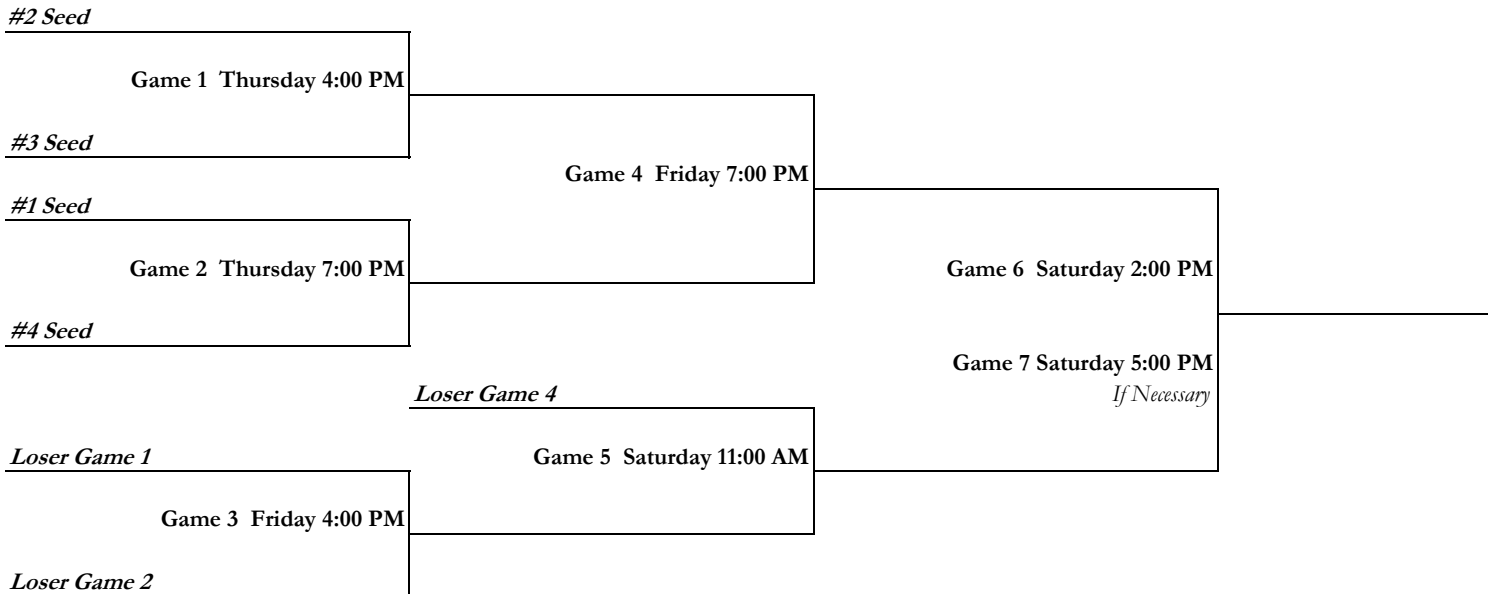 #2 Seed
Game 1 Thursday 4:00 PM
#3 Seed
Game 4 Friday 7:00 PM
#1 Seed
Game 2 Thursday 7:00 PM
Game 6 Saturday 2:00 PM
#4 Seed
Game 7 Saturday 5:00 PM
If Necessary
Loser Game 4
Loser Game 1
Game 5 Saturday 11:00 AM
Game 3 Friday 4:00 PM
Loser Game 2